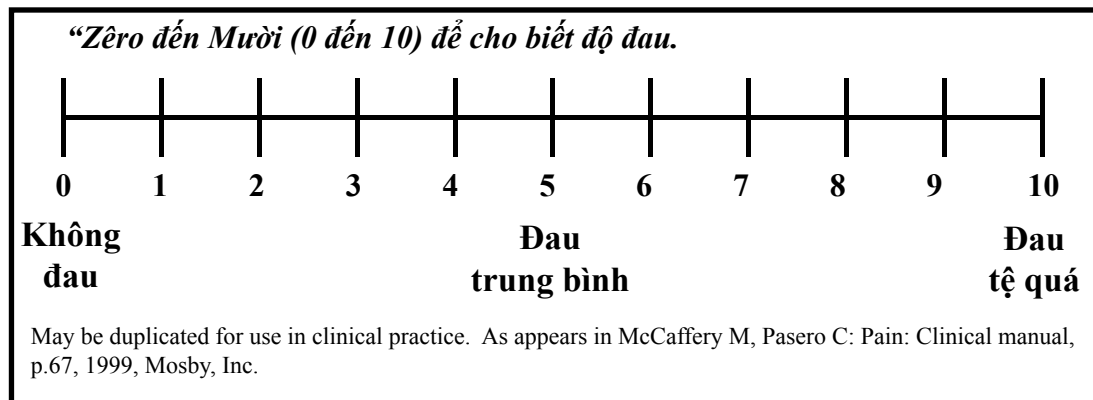 “Zêro đến Mười (0 đến 10) để cho biết độ đau.
0 1 2 3 4 5 6 7 8 9 10
Không Đau Đau
đau trung bình tệ quá
May be duplicated for use in clinical practice. As appears in McCaffery M, Pasero C: Pain: Clinical manual,
p.67, 1999, Mosby, Inc.